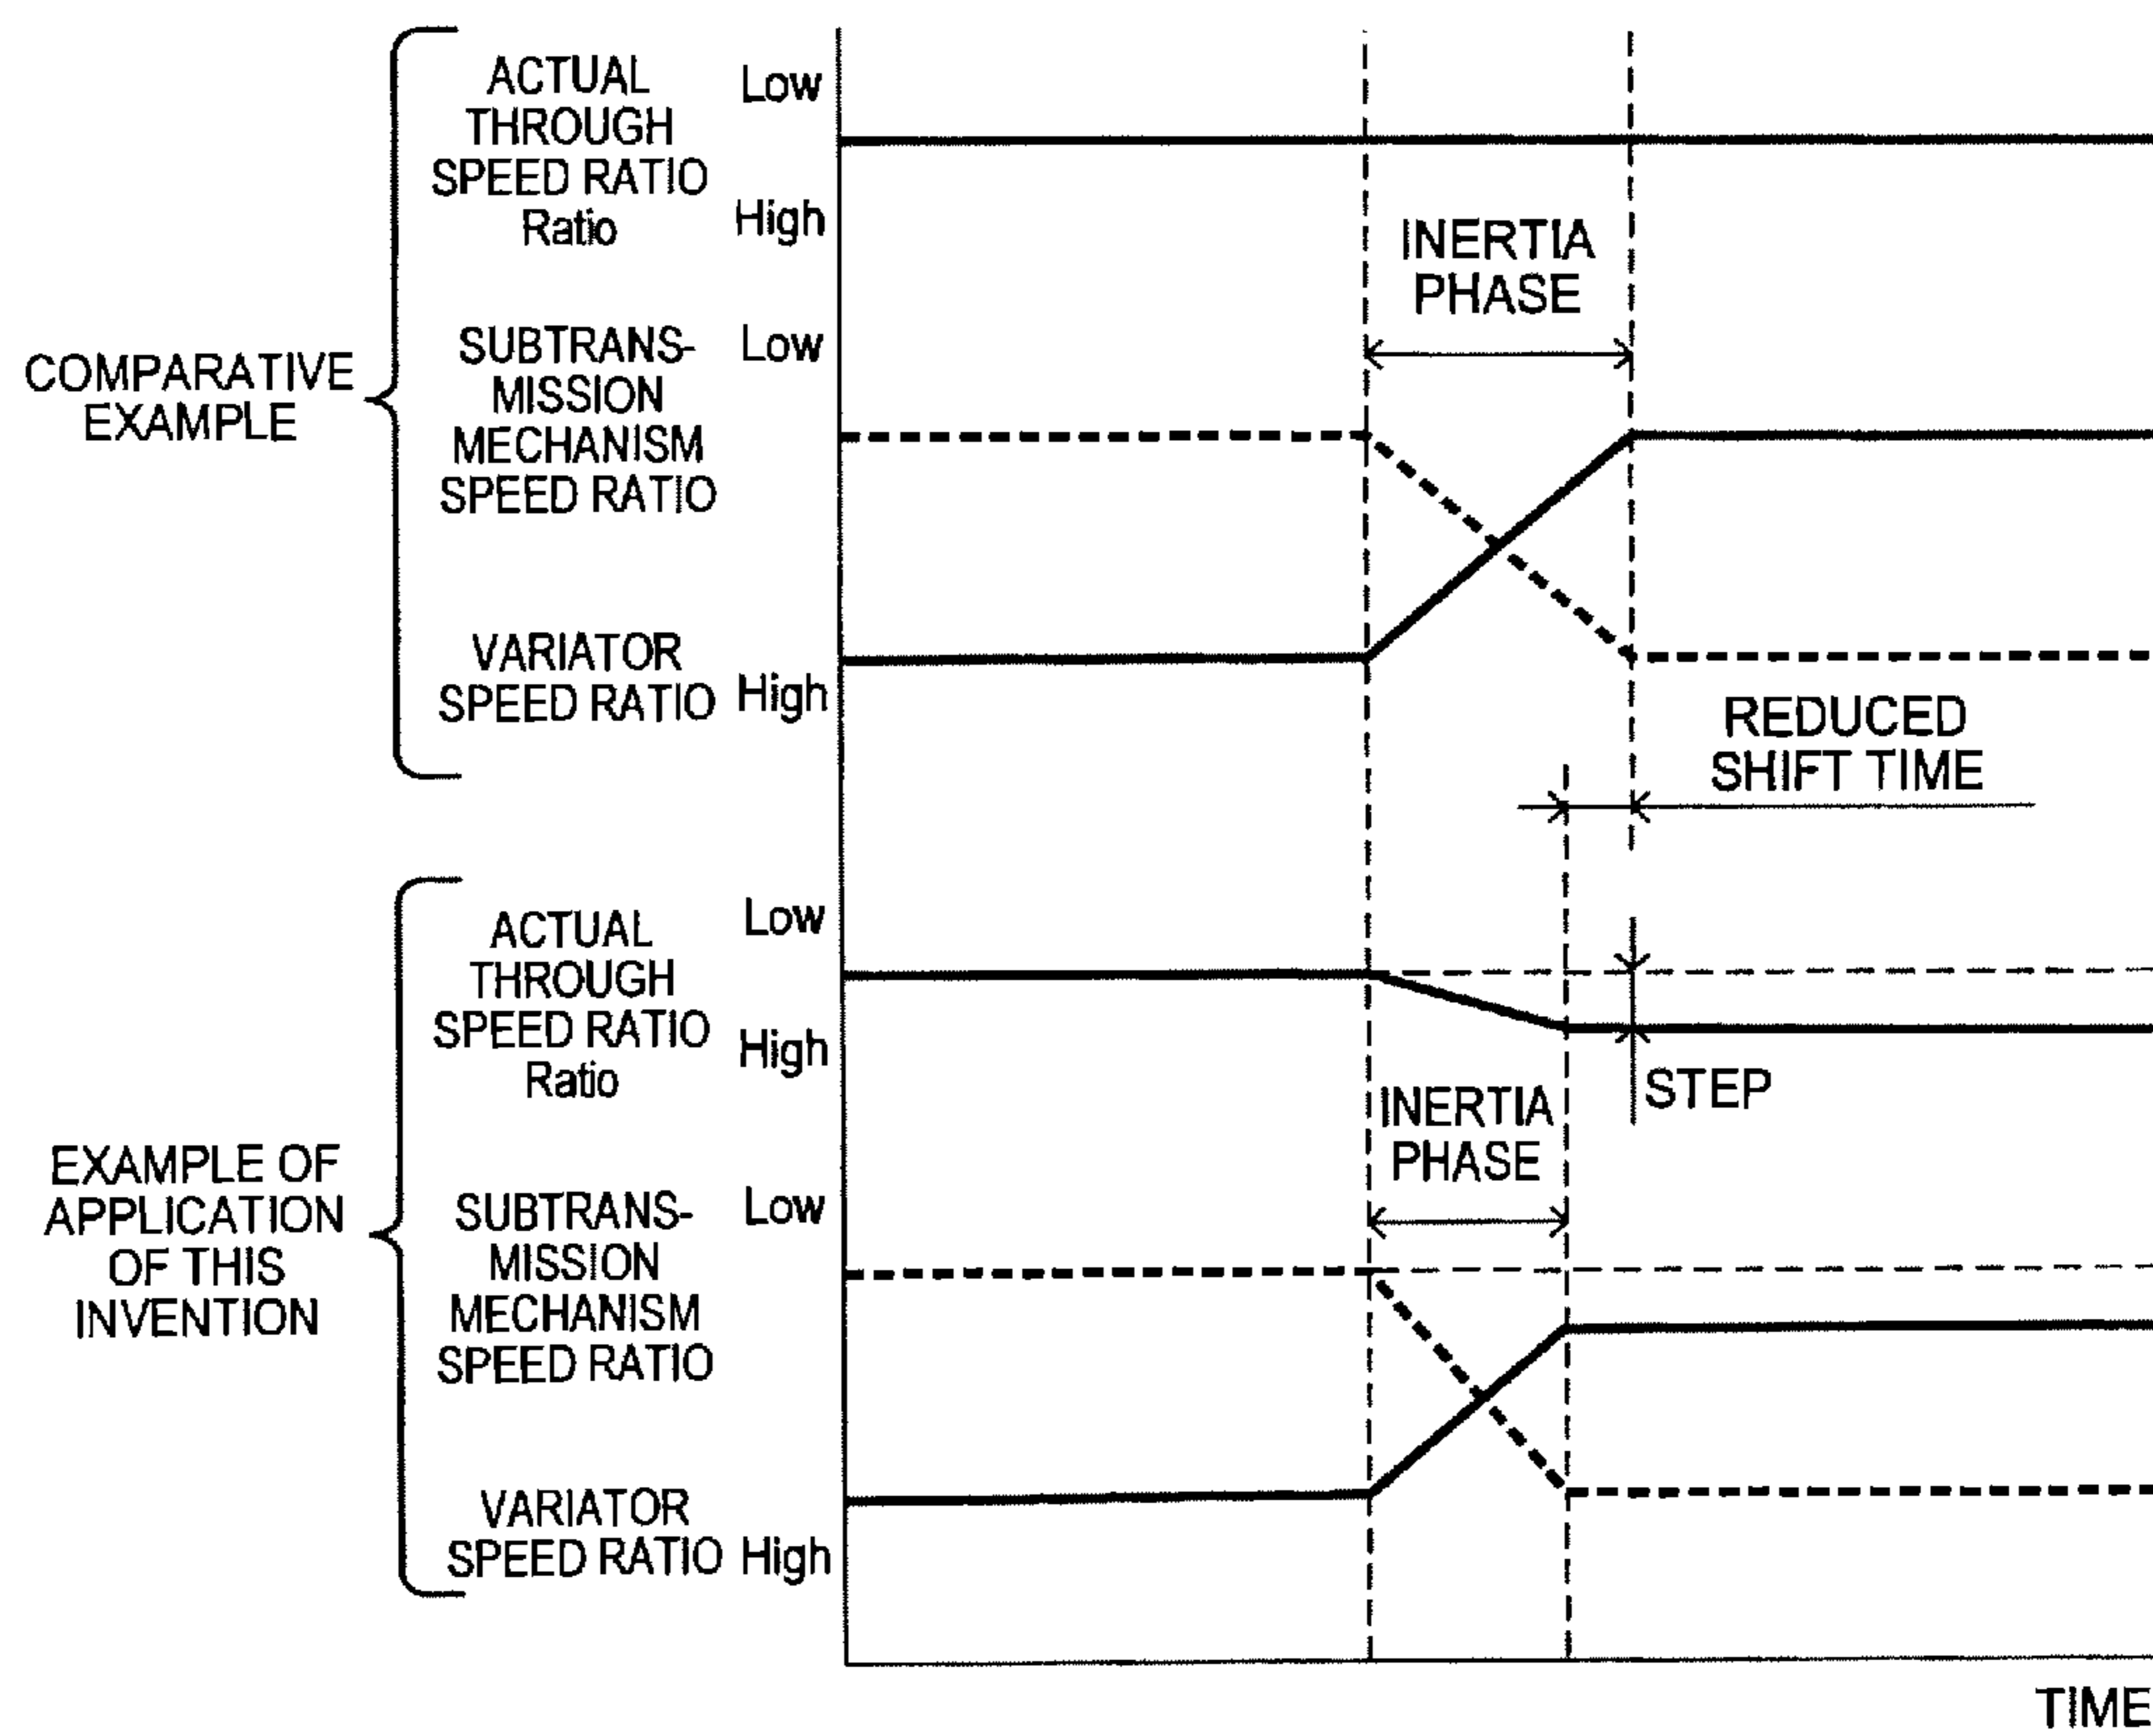 ACTUAL
THROUGH
SPEED RATIO
Ratio
Low
High
INERTIA
PHASE
COMPARATIVE
EXAMPLE
SUBTRANS-
MISSION
MECHANISM
SPEED RATIO
Low
VARIATOR
SPEED RATIO
High
REDUCED
SHIFT TIME
ACTUAL
THROUGH
SPEED RATIO
Ratio
Low
High
STEP
INERTIA
PHASE
EXAMPLE OF
APPLICATION
OF THIS
INVENTION
SUBTRANS-
MISSION
MECHANISM
SPEED RATIO
Low
VARIATOR
SPEED RATIO
High
TIME